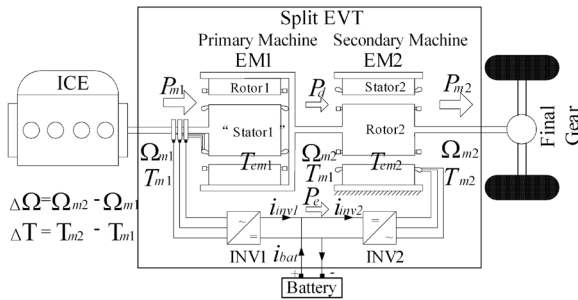 Split EVT
Primary Machine Secondary Machine
EM1 EM2
ICE
Rotor1 Stator2
Pm1 Pd Pm2
"Stator1" Rotor2
Final Gear
Ωm1 Tem1 Ωm2 Tem2 Ωm2
Tm1 Tm1 Tm2
Pe
ΔΩ=Ωm2 - Ωm1
ΔT = Tm2 - Tm1
iinv1 iinv2
~ = = ~
INV1 ibat INV2
+ -
Battery